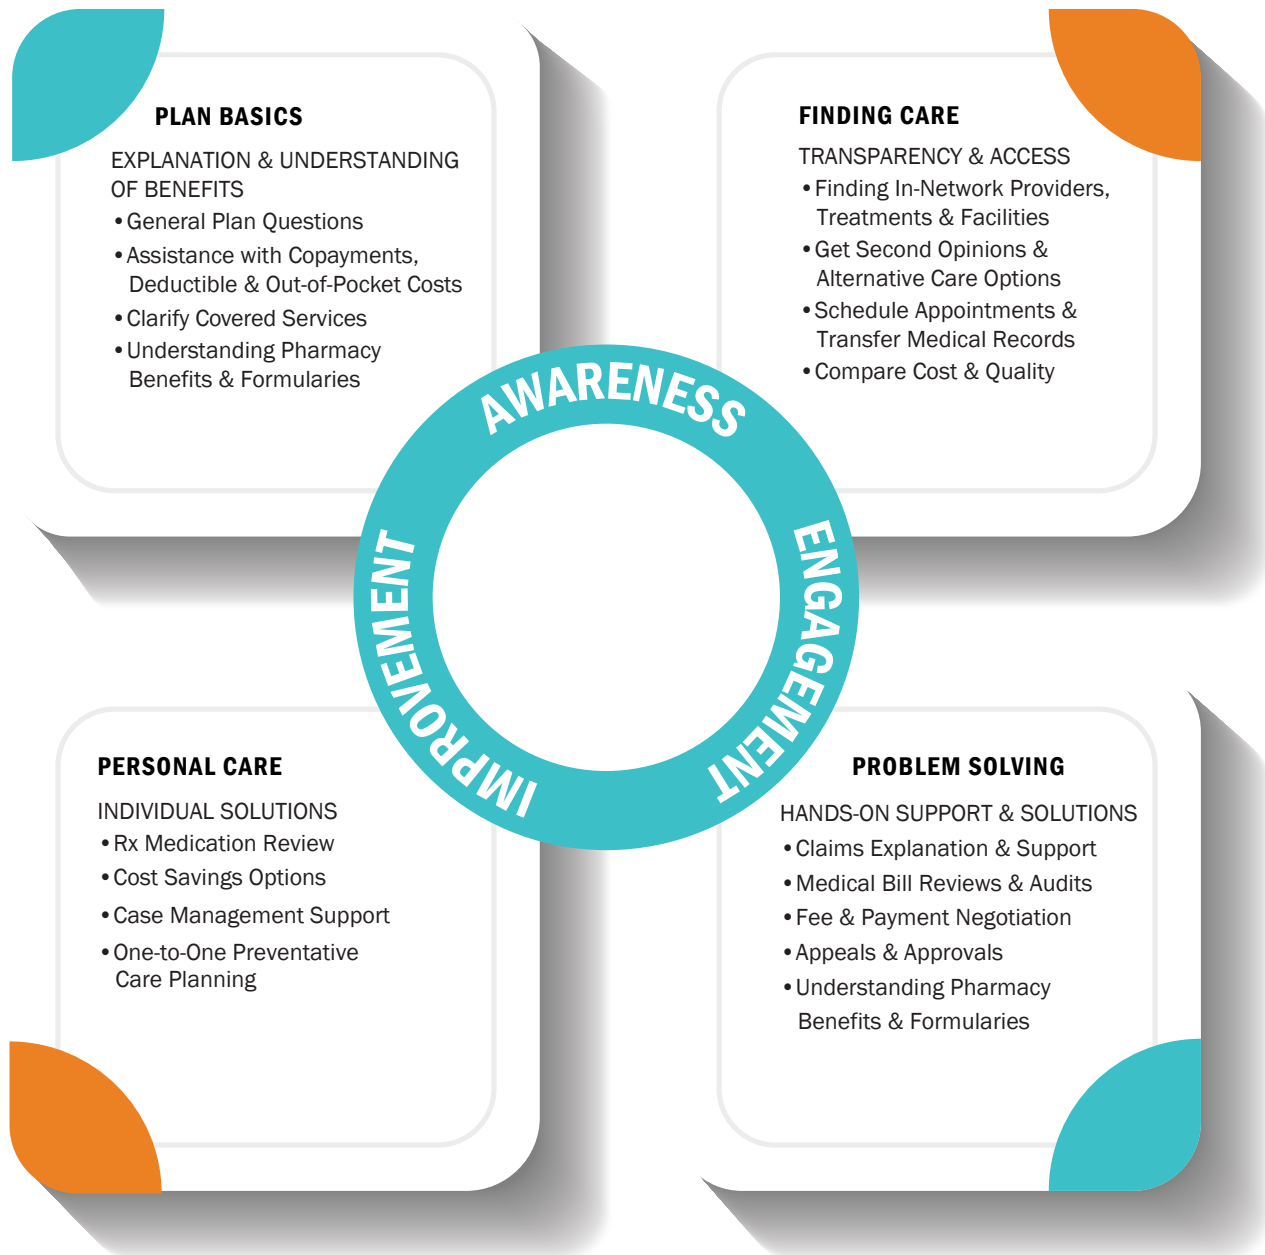 PLAN BASICS
EXPLANATION & UNDERSTANDING
OF BENEFITS
•General Plan Questions
•Assistance with Copayments,
Deductible & Out-of-Pocket Costs
•Clarify Covered Services
•Understanding Pharmacy
Benefits & Formularies
FINDING CARE
TRANSPARENCY & ACCESS
•Finding In-Network Providers,
Treatments & Facilities
•Get Second Opinions &
Alternative Care Options
•Schedule Appointments &
Transfer Medical Records
•Compare Cost & Quality
AWARENESS
ENGAGEMENT
IMPROVEMENT
PERSONAL CARE
INDIVIDUAL SOLUTIONS
•Rx Medication Review
•Cost Savings Options
•Case Management Support
•One-to-One Preventative
Care Planning
PROBLEM SOLVING
HANDS-ON SUPPORT & SOLUTIONS
•Claims Explanation & Support
•Medical Bill Reviews & Audits
•Fee & Payment Negotiation
•Appeals & Approvals
•Understanding Pharmacy
Benefits & Formularies